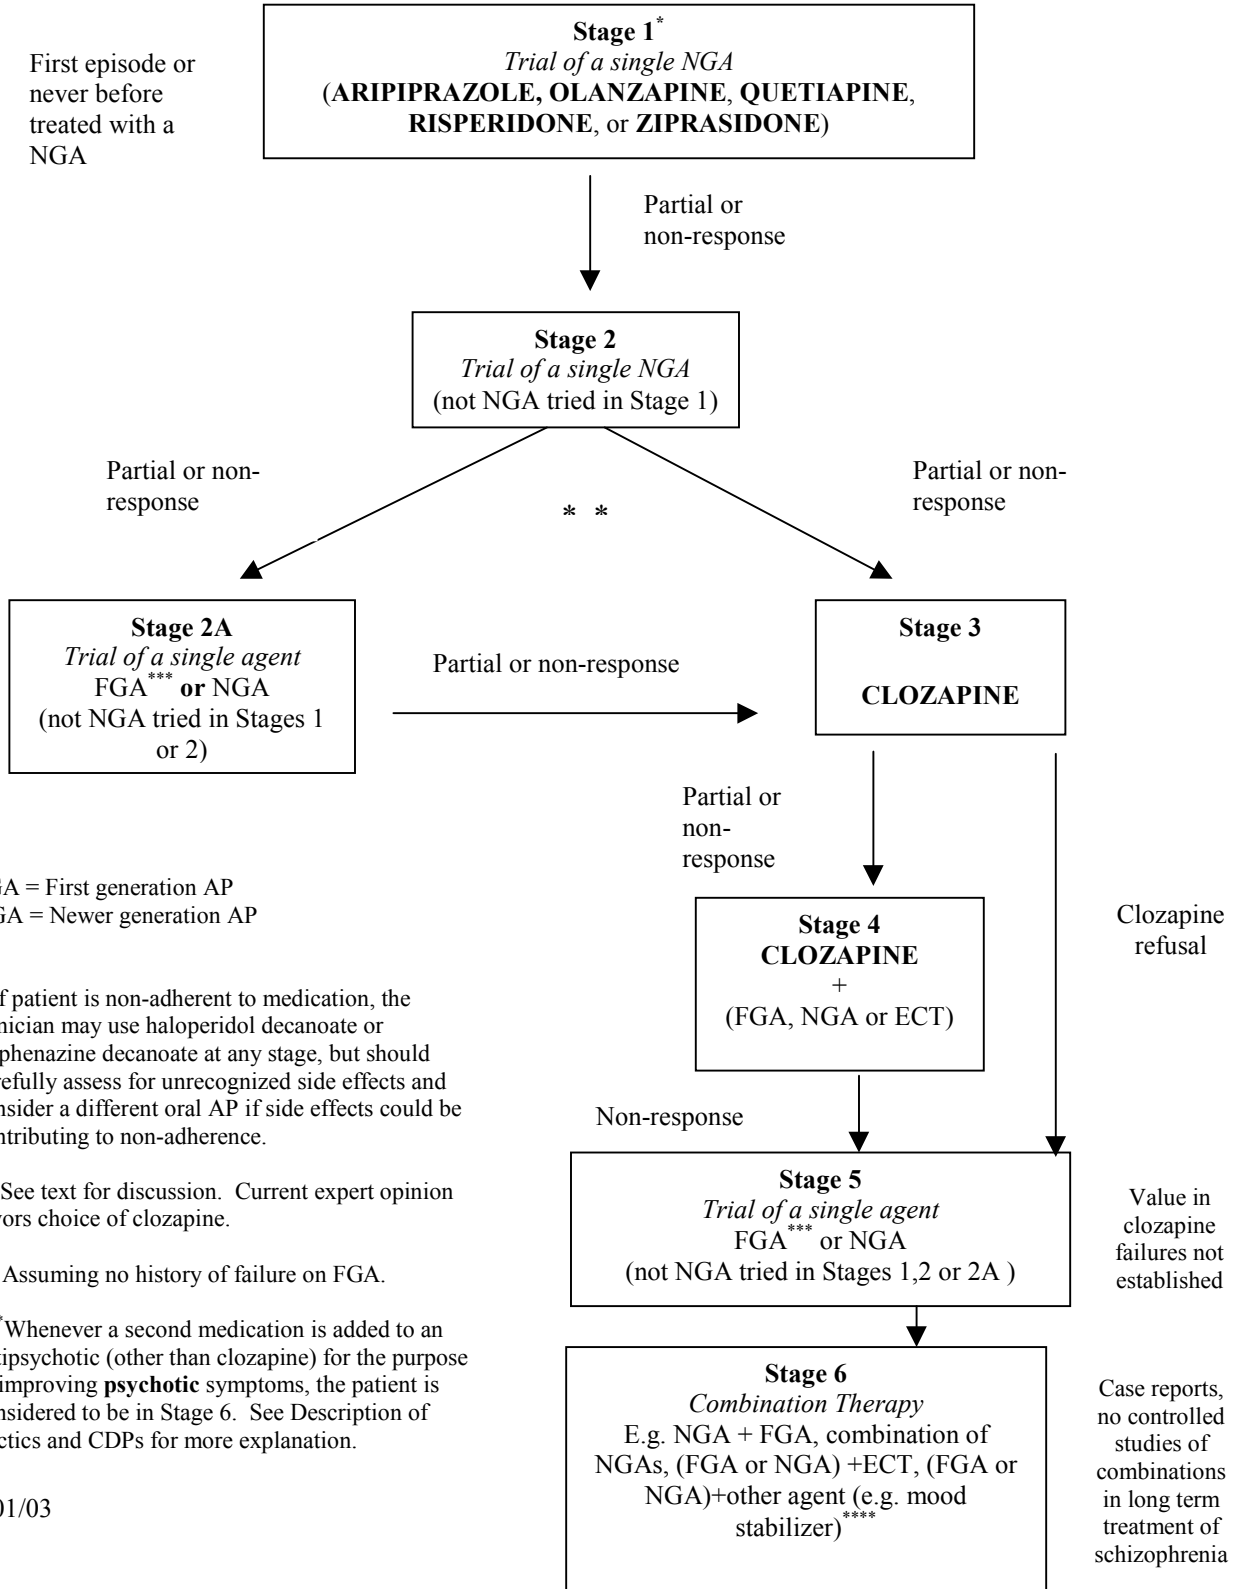 First episode or
never before
treated with a
NGA
Stage 1*
Trial of a single NGA
(ARIPIPRAZOLE, OLANZAPINE, QUETIAPINE,
RISPERIDONE, or ZIPRASIDONE)
Partial or
non-response
Stage 2
Trial of a single NGA
(not NGA tried in Stage 1)
Partial or non-
response
* *
Partial or non-
response
Stage 2A
Trial of a single agent
FGA*** or NGA
(not NGA tried in Stages 1
or 2)
Partial or non-response
Stage 3
CLOZAPINE
Partial or
non-
response
Clozapine
refusal
Stage 4
CLOZAPINE
+
(FGA, NGA or ECT)
Non-response
Stage 5
Trial of a single agent
FGA*** or NGA
(not NGA tried in Stages 1,2 or 2A )
Value in
clozapine
failures not
established
Stage 6
Combination Therapy
E.g. NGA + FGA, combination of
NGAs, (FGA or NGA) +ECT, (FGA or
NGA)+other agent (e.g. mood
stabilizer)****
Case reports,
no controlled
studies of
combinations
in long term
treatment of
schizophrenia
GA = First generation AP
GA = Newer generation AP
f patient is non-adherent to medication, the
nician may use haloperidol decanoate or
phenazine decanoate at any stage, but should
refully assess for unrecognized side effects and
nsider a different oral AP if side effects could be
ntributing to non-adherence.
See text for discussion. Current expert opinion
vors choice of clozapine.
Assuming no history of failure on FGA.
*Whenever a second medication is added to an
tipsychotic (other than clozapine) for the purpose
improving psychotic symptoms, the patient is
nsidered to be in Stage 6. See Description of
ctics and CDPs for more explanation.
01/03